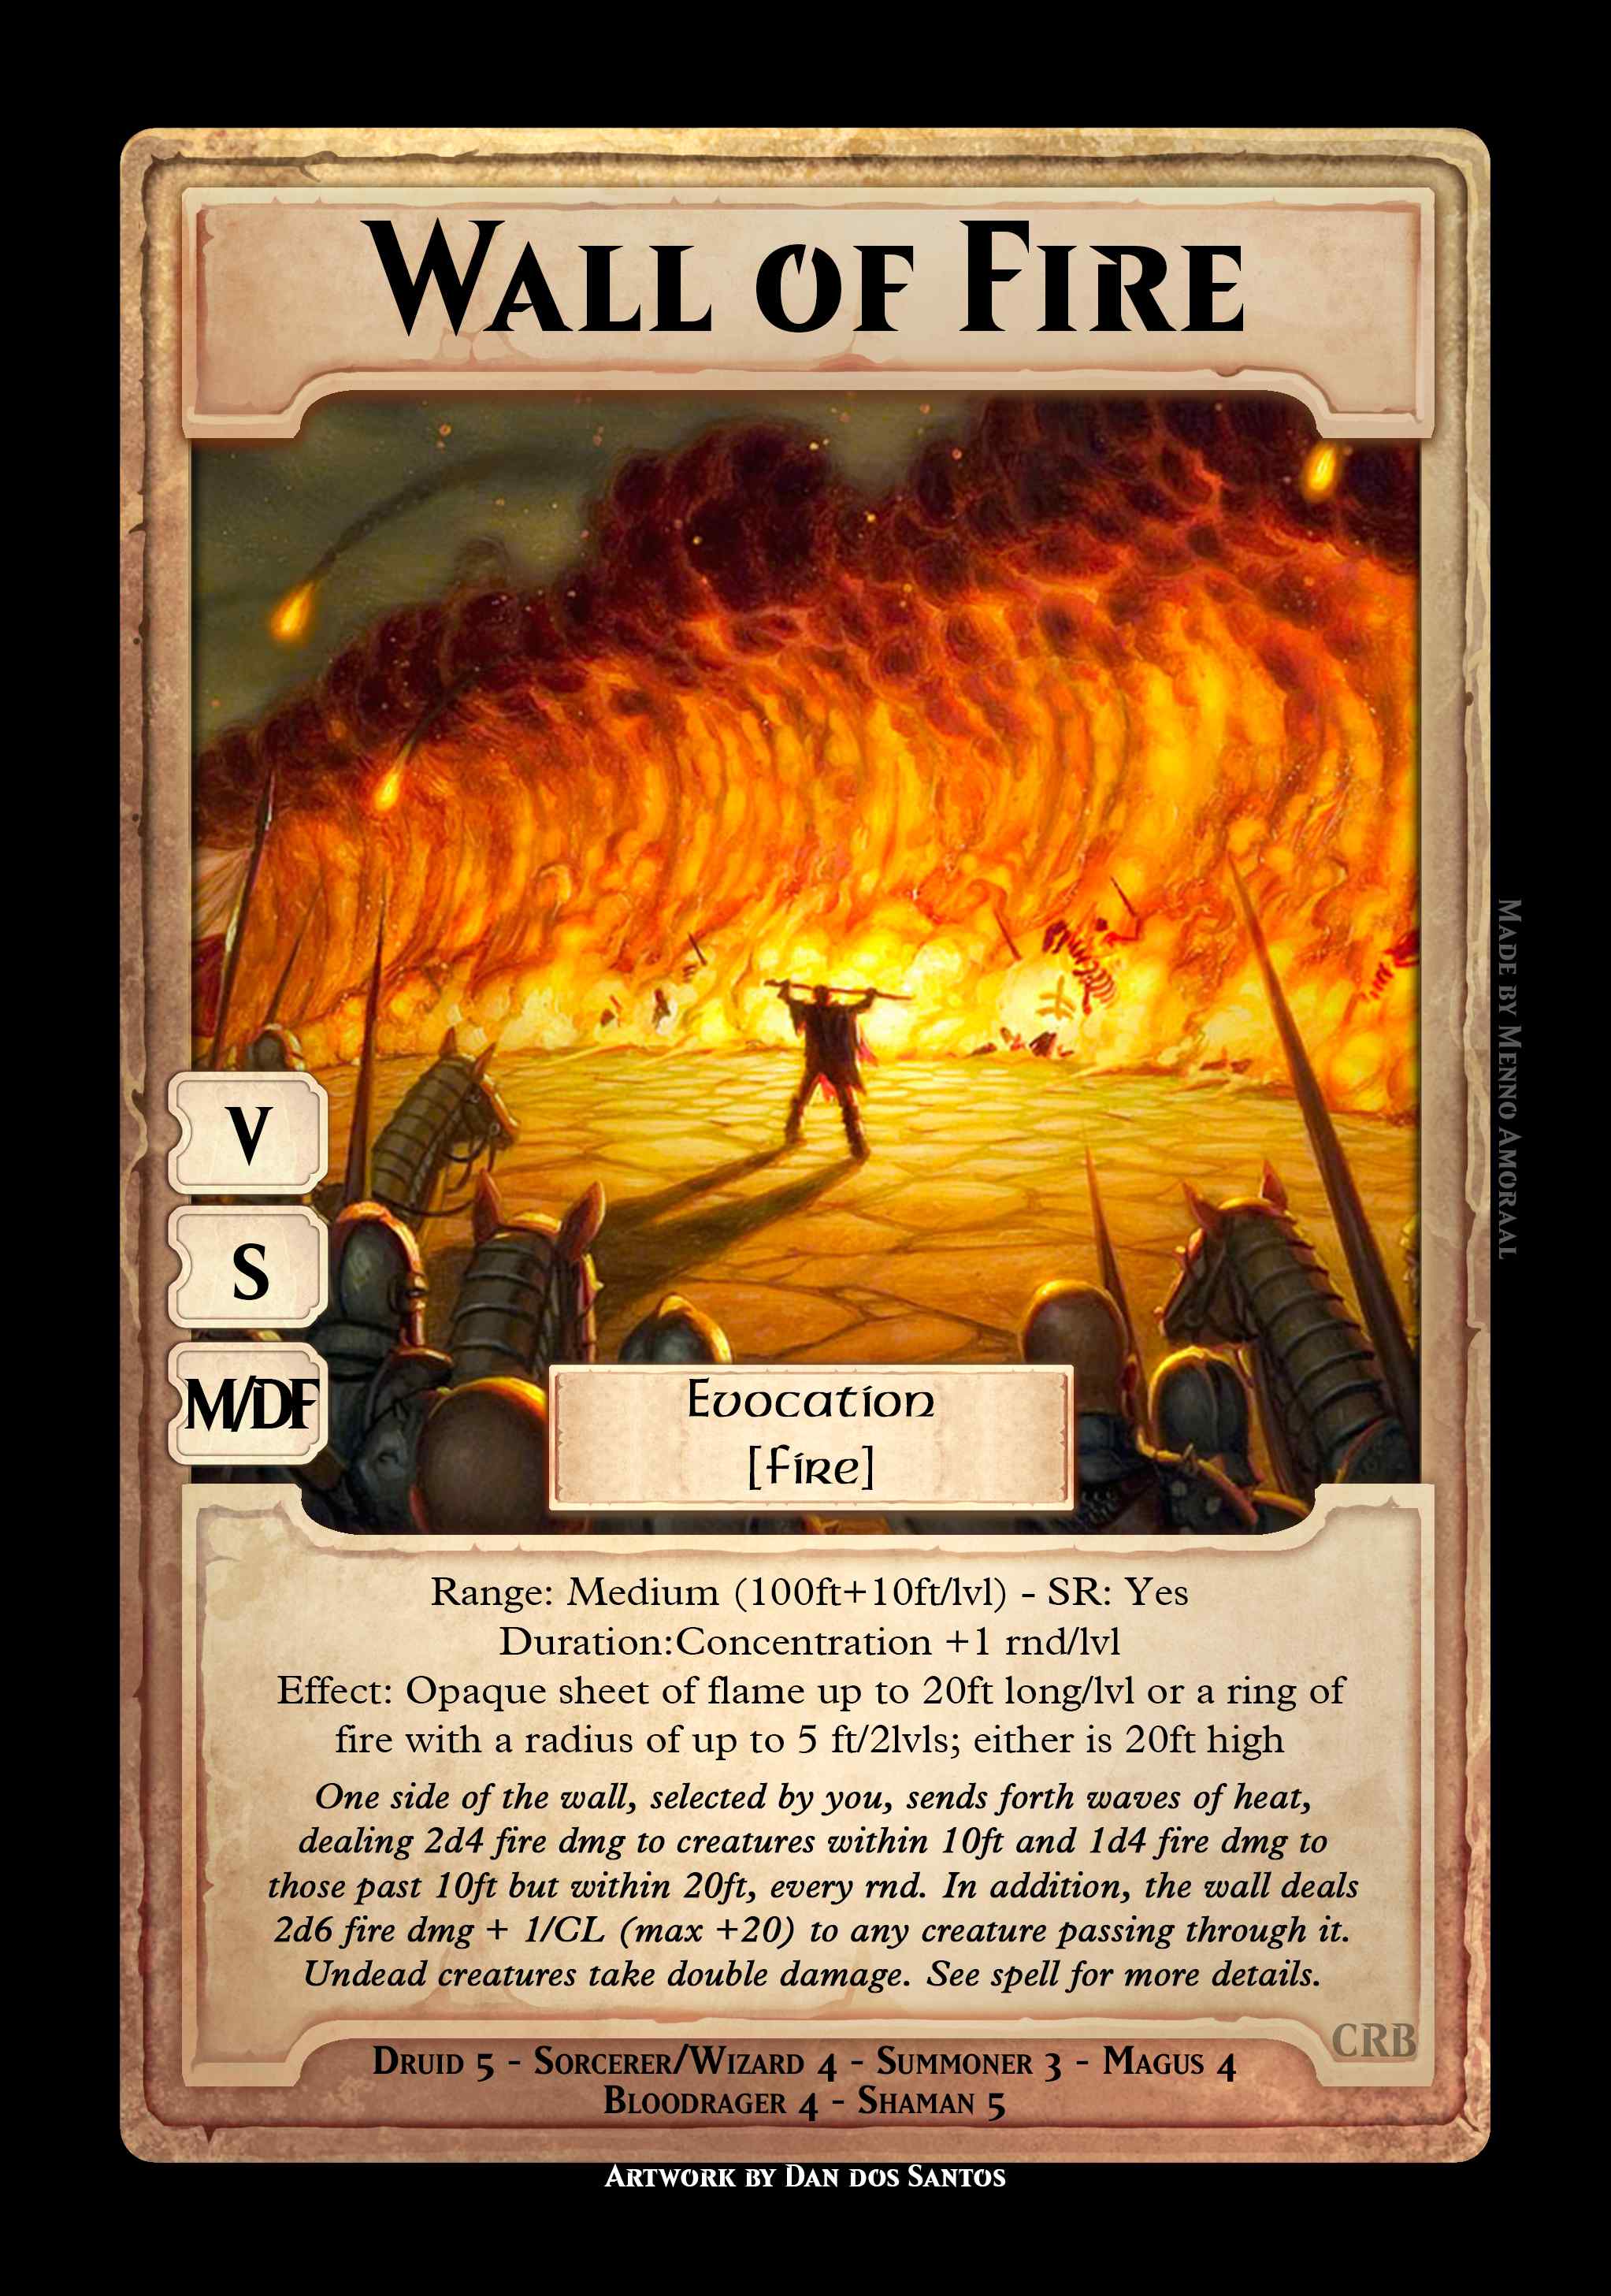 Wall of Fire
V
S
M/DF
Evocation
[Fire]
Range: Medium (100ft+10ft/lvl) - SR: Yes
Duration:Concentration +1 rnd/lvl
Effect: Opaque sheet of flame up to 20ft long/lvl or a ring of
fire with a radius of up to 5 ft/2lvls; either is 20ft high
One side of the wall, selected by you, sends forth waves of heat,
dealing 2d4 fire dmg to creatures within 10ft and 1d4 fire dmg to
those past 10ft but within 20ft, every rnd. In addition, the wall deals
2d6 fire dmg + 1/CL (max +20) to any creature passing through it.
Undead creatures take double damage. See spell for more details.
CRB
Druid 5 - Sorcerer/Wizard 4 - Summoner 3 - Magus 4
Bloodrager 4 - Shaman 5
Artwork by Dan dos Santos
Made by Menno Amoraal